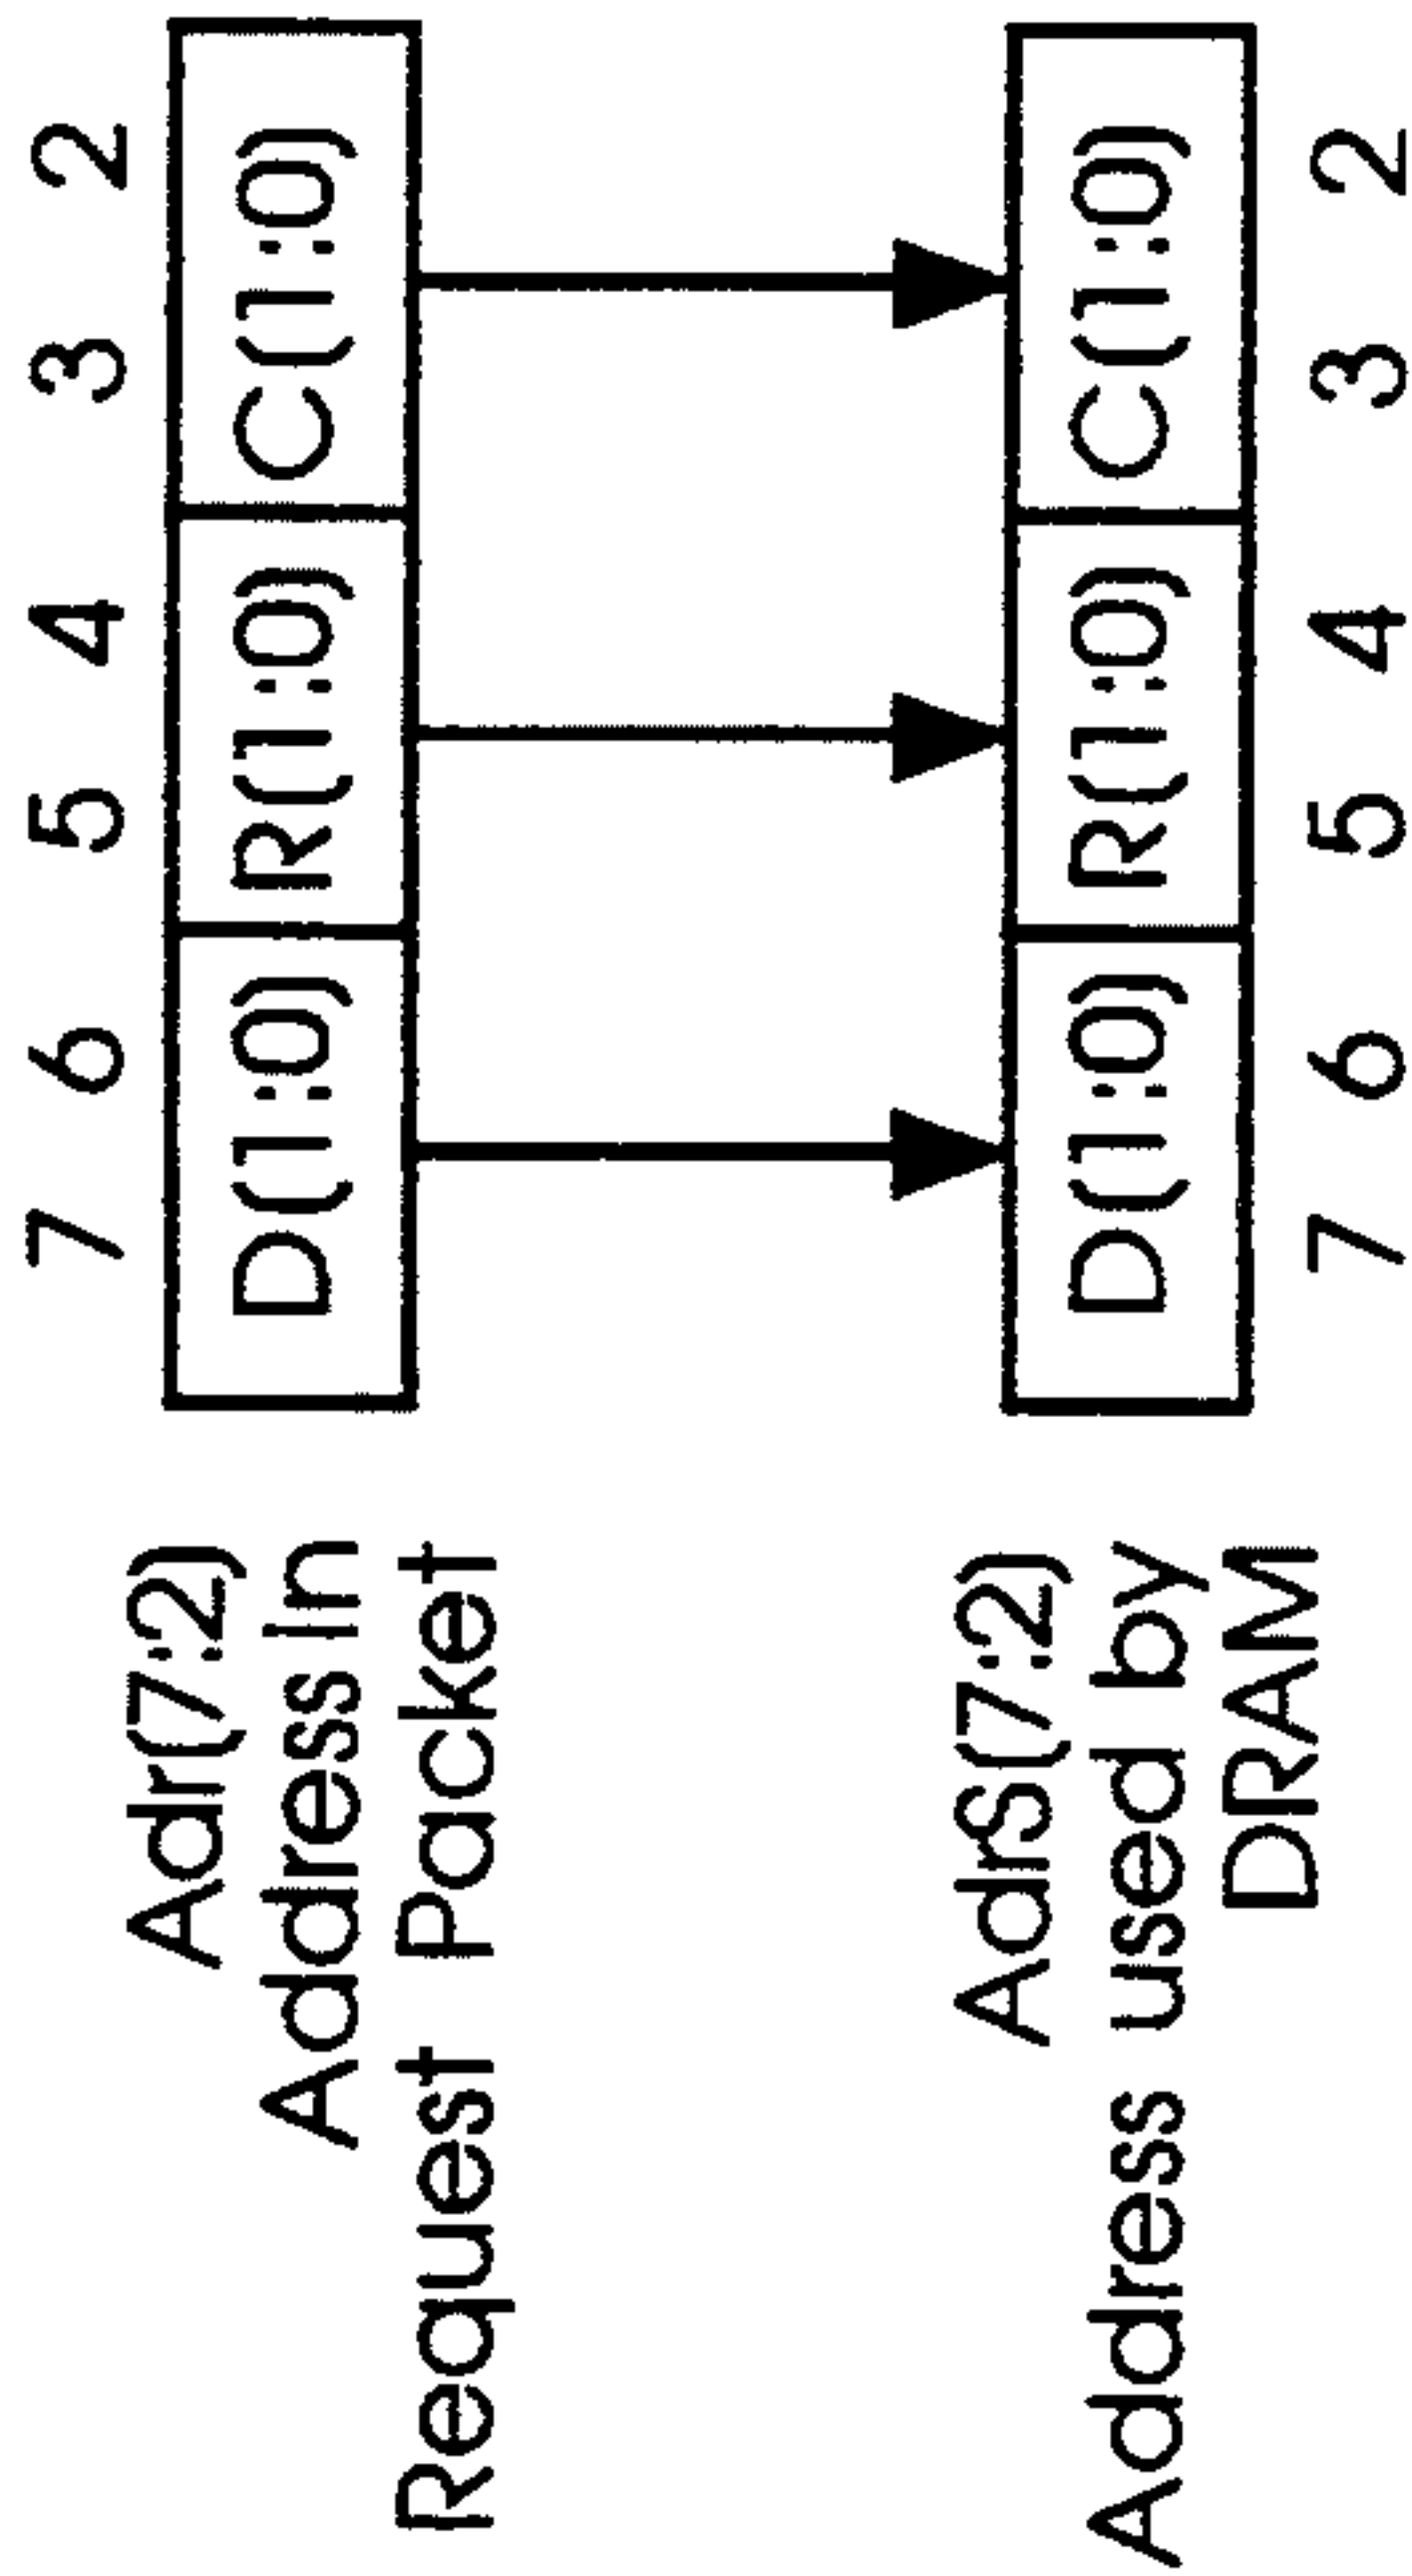 7 6 5 4 3 2
Adr(7:2)
Address in
Request Packet
D(1:0) R(1:0) C(1:0)
AdrS(7:2)
Address used by
DRAM
D(1:0) R(1:0) C(1:0)
7 6 5 4 3 2